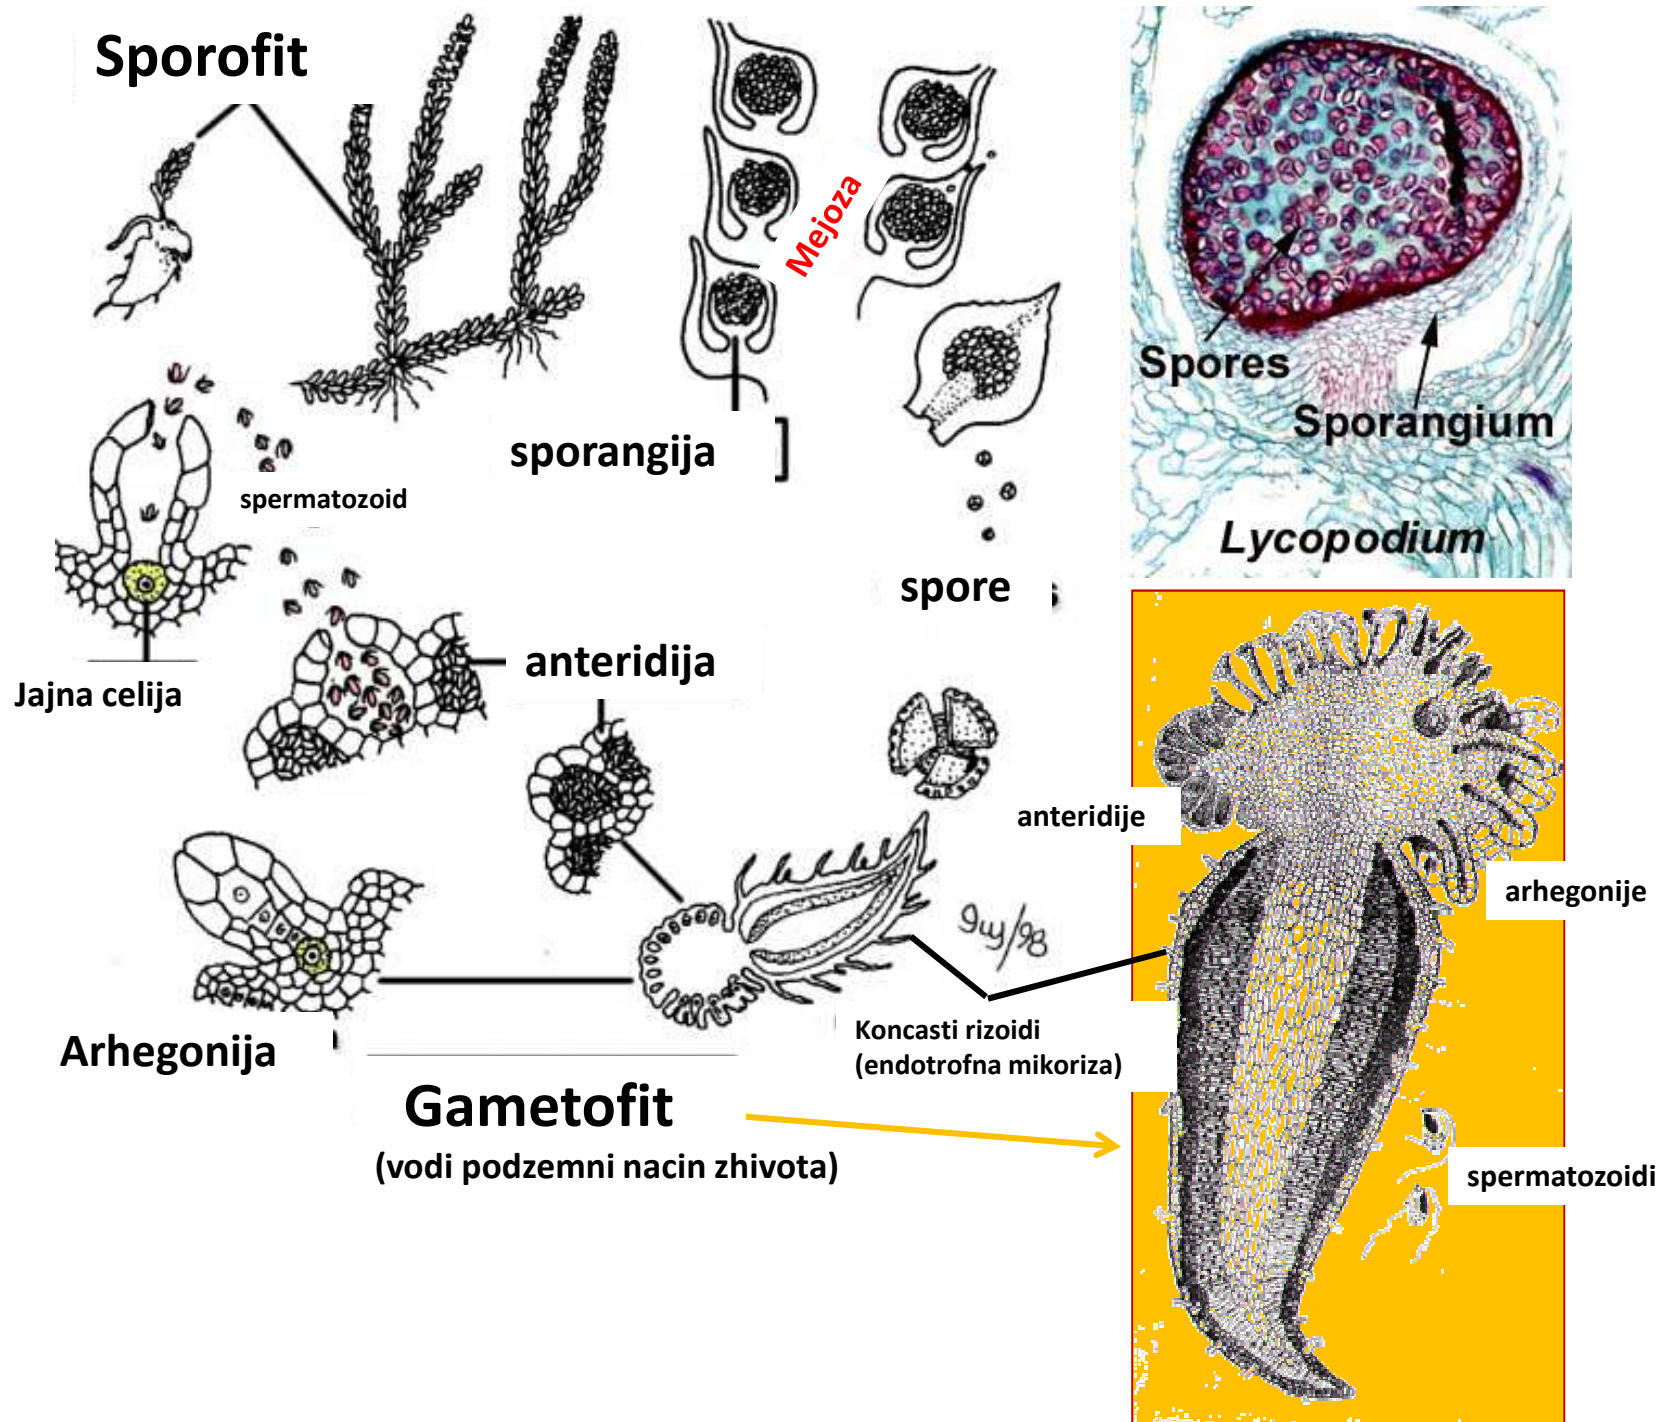 Sporofit
Mejoza
Spores
Sporangium
sporangija
spermatozoid
Lycopodium
spore
anteridija
Jajna celija
anteridije
arhegonije
Koncasti rizoidi
(endotrofna mikoriza)
Arhegonija
Gametofit
(vodi podzemni nacin zhivota)
spermatozoidi